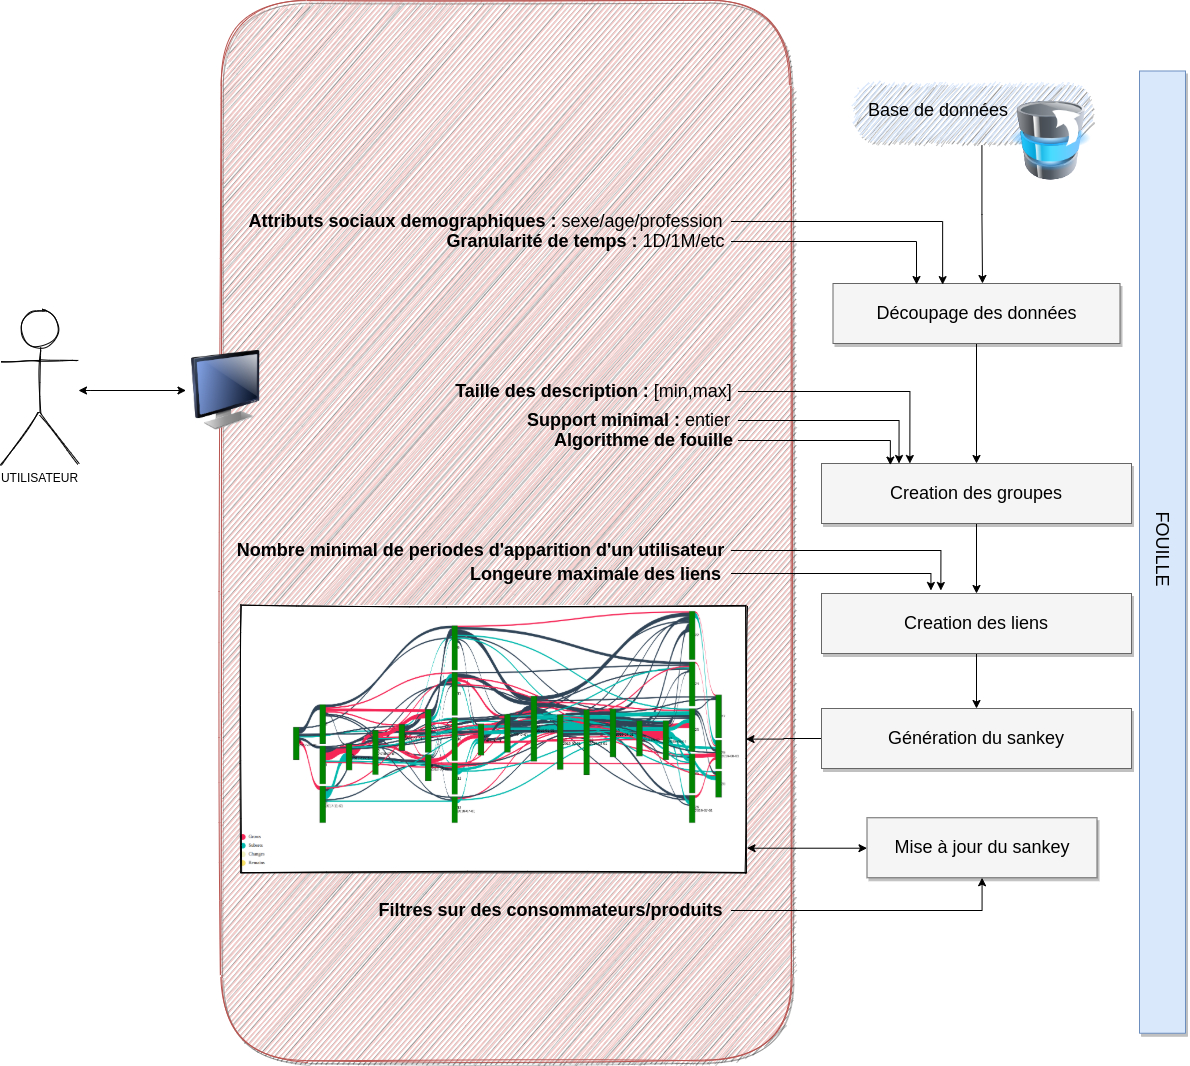 Base de données
Attributs sociaux demographiques : sexe/age/profession
Granularité de temps : 1D/1M/etc
Découpage des données
Taille des description : [min,max]
Support minimal : entier
Algorithme de fouille
UTILISATEUR
Creation des groupes
FOUILLE
Nombre minimal de periodes d'apparition d'un utilisateur
Longeure maximale des liens
Creation des liens
Génération du sankey
Mise à jour du sankey
Filtres sur des consommateurs/produits